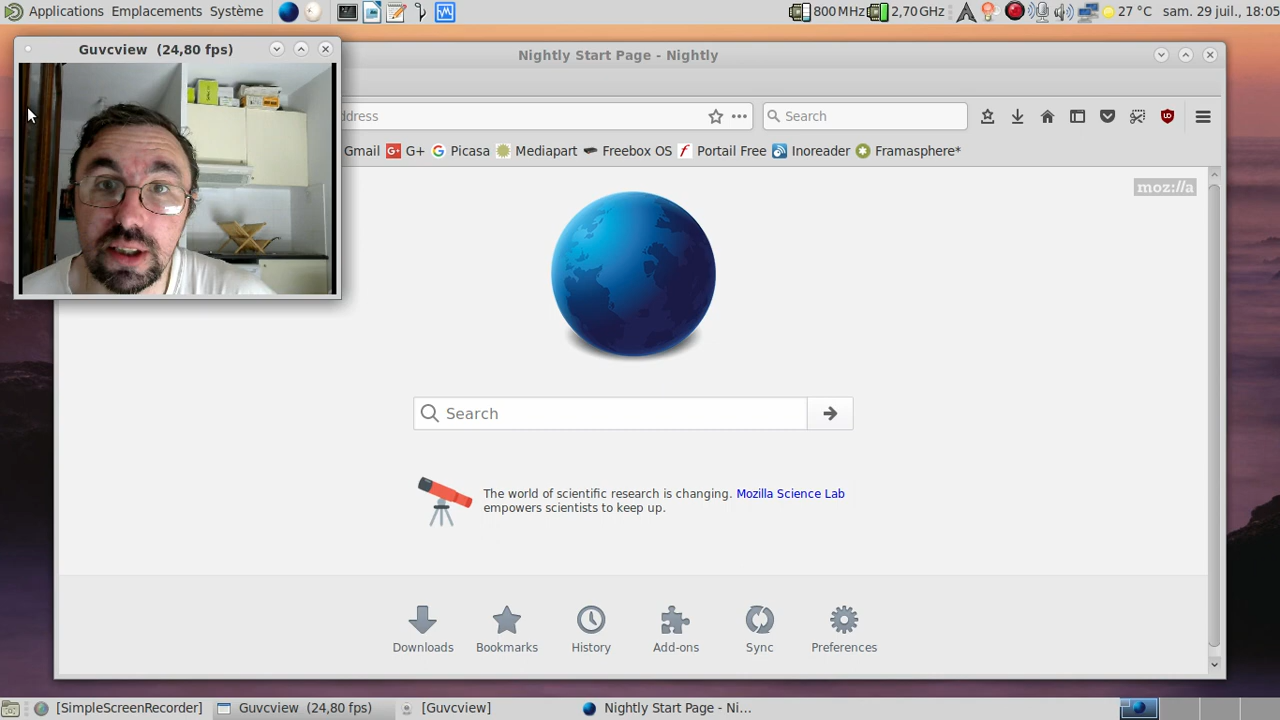 Applications Emplacements Système 800 MHz 2,70 GHz 27 °C sam. 29 juil., 18:05
Guvcview (24,80 fps)
Nightly Start Page - Nightly
ddress Search
Gmail G+ Picasa Mediapart Freebox OS Portail Free Inoreader Framasphere*
moz://a
Search
The world of scientific research is changing. Mozilla Science Lab
empowers scientists to keep up.
Downloads Bookmarks History Add-ons Sync Preferences
[SimpleScreenRecorder] Guvcview (24,80 fps) [Guvcview] Nightly Start Page - Ni...